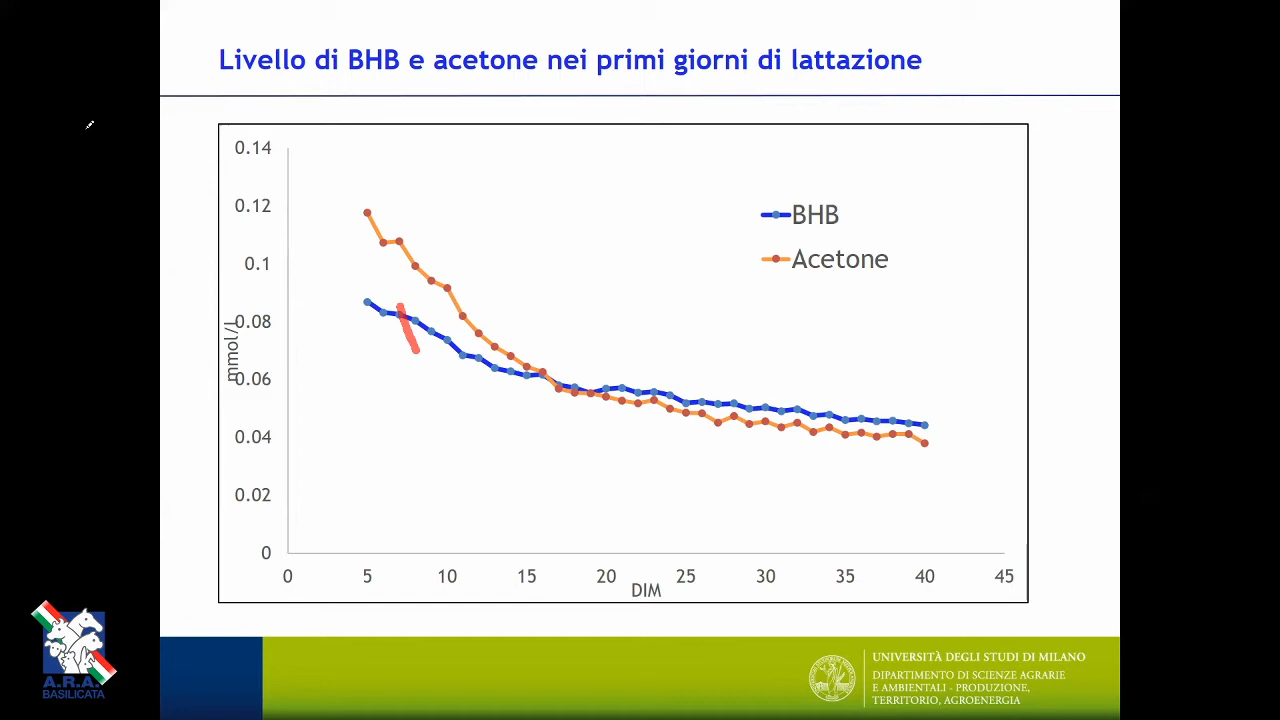 Livello di BHB e acetone nei primi giorni di lattazione
0.14
0.12
0.1
0.08
0.06
0.04
0.02
0
mmol/L
BHB
Acetone
0 5 10 15 20 25 30 35 40 45
DIM
A.R.A.
BASILICATA
UNIVERSITÀ DEGLI STUDI DI MILANO
DIPARTIMENTO DI SCIENZE AGRARIE
E AMBIENTALI - PRODUZIONE,
TERRITORIO, AGROENERGIA